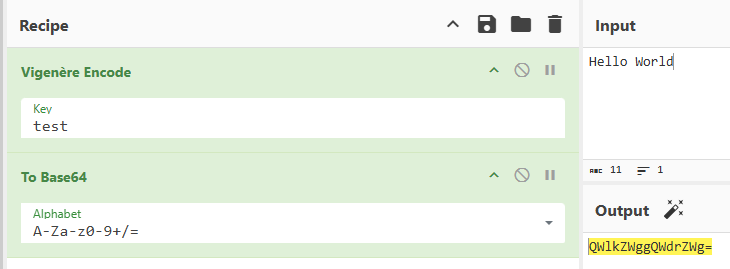 Recipe
Vigenère Encode
Key
test
To Base64
Alphabet
A-Za-z0-9+/=
Input
Hello World
ABC 11 1
Output
QWlkZWggQWdrZWg=